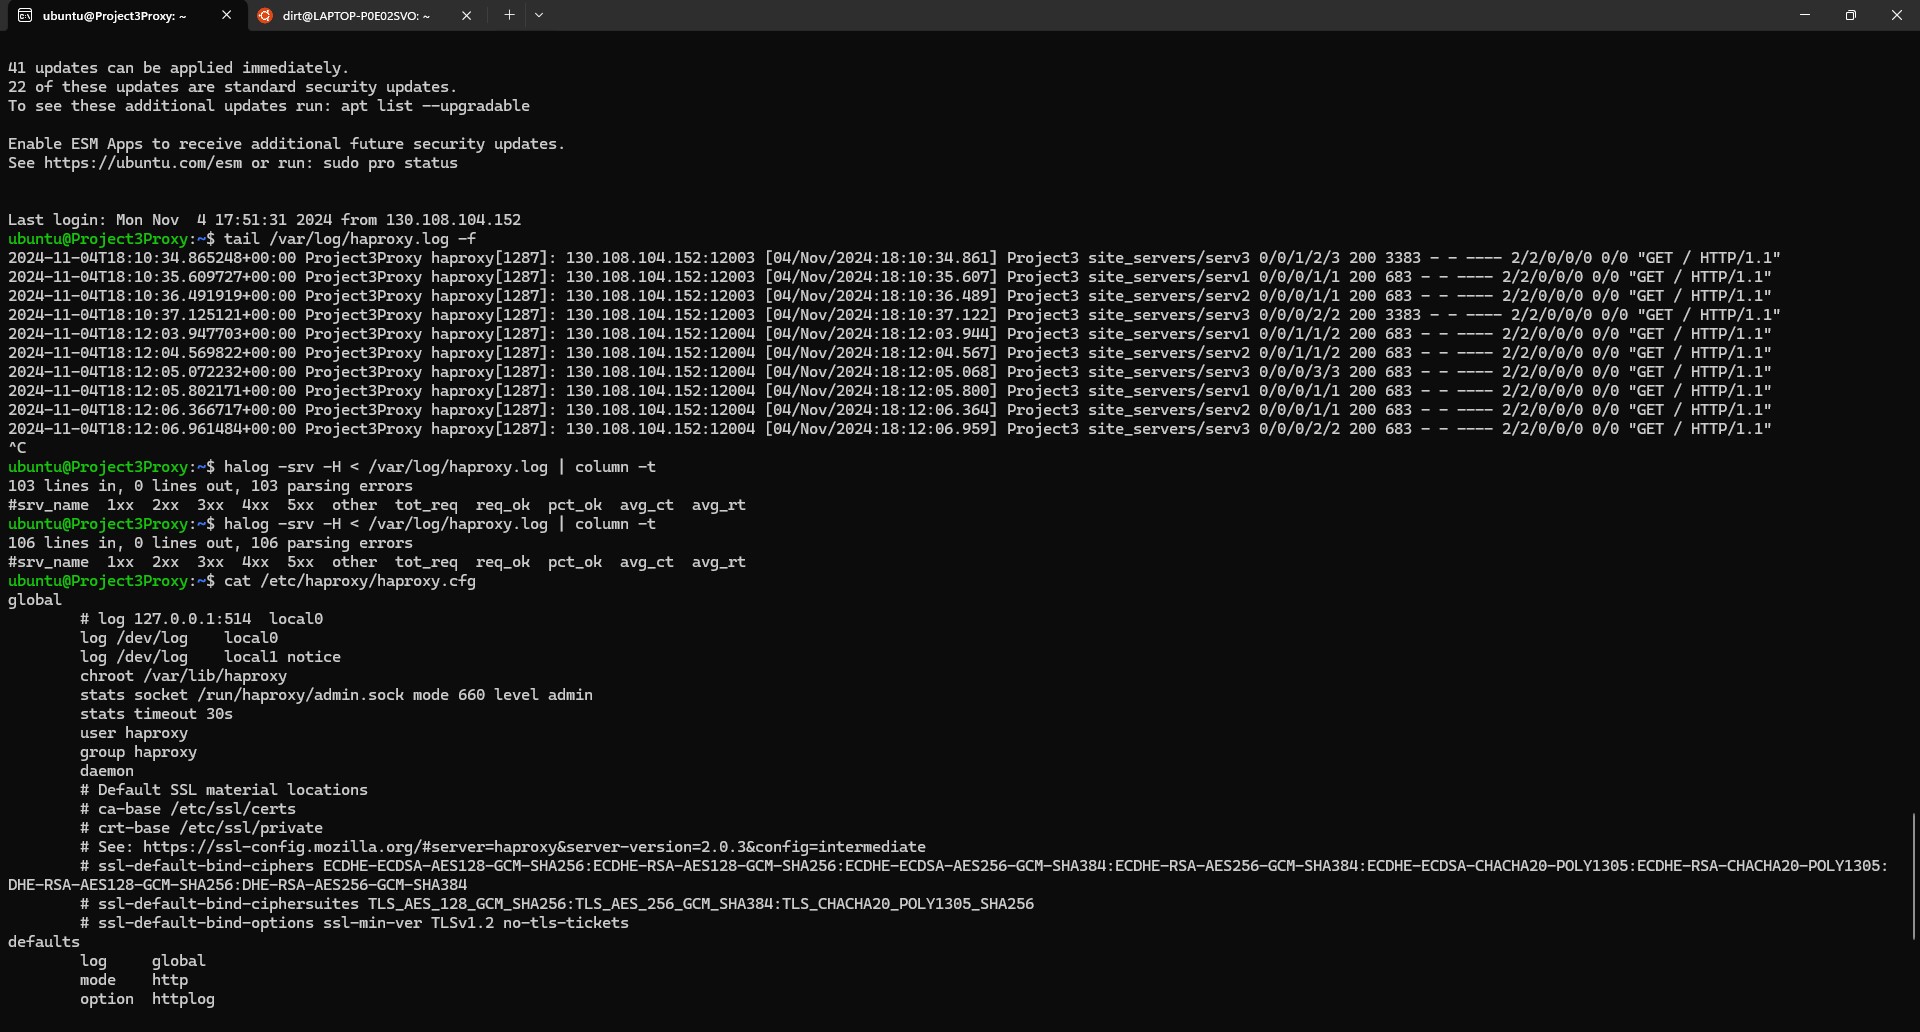 ubuntu@Project3Proxy: ~
dirt@LAPTOP-P0E02SVO: ~
41 updates can be applied immediately.
22 of these updates are standard security updates.
To see these additional updates run: apt list --upgradable
Enable ESM Apps to receive additional future security updates.
See https://ubuntu.com/esm or run: sudo pro status
Last login: Mon Nov  4 17:51:31 2024 from 130.108.104.152
ubuntu@Project3Proxy:~$ tail /var/log/haproxy.log -f
2024-11-04T18:10:34.865248+00:00 Project3Proxy haproxy[1287]: 130.108.104.152:12003 [04/Nov/2024:18:10:34.861] Project3 site_servers/serv3 0/0/1/2/3 200 3383 - - ---- 2/2/0/0/0 0/0 "GET / HTTP/1.1"
2024-11-04T18:10:35.609727+00:00 Project3Proxy haproxy[1287]: 130.108.104.152:12003 [04/Nov/2024:18:10:35.607] Project3 site_servers/serv1 0/0/0/1/1 200 683 - - ---- 2/2/0/0/0 0/0 "GET / HTTP/1.1"
2024-11-04T18:10:36.491919+00:00 Project3Proxy haproxy[1287]: 130.108.104.152:12003 [04/Nov/2024:18:10:36.489] Project3 site_servers/serv2 0/0/0/1/1 200 683 - - ---- 2/2/0/0/0 0/0 "GET / HTTP/1.1"
2024-11-04T18:10:37.125121+00:00 Project3Proxy haproxy[1287]: 130.108.104.152:12003 [04/Nov/2024:18:10:37.122] Project3 site_servers/serv3 0/0/0/2/2 200 3383 - - ---- 2/2/0/0/0 0/0 "GET / HTTP/1.1"
2024-11-04T18:12:03.947703+00:00 Project3Proxy haproxy[1287]: 130.108.104.152:12004 [04/Nov/2024:18:12:03.944] Project3 site_servers/serv1 0/0/1/1/2 200 683 - - ---- 2/2/0/0/0 0/0 "GET / HTTP/1.1"
2024-11-04T18:12:04.569822+00:00 Project3Proxy haproxy[1287]: 130.108.104.152:12004 [04/Nov/2024:18:12:04.567] Project3 site_servers/serv2 0/0/1/1/2 200 683 - - ---- 2/2/0/0/0 0/0 "GET / HTTP/1.1"
2024-11-04T18:12:05.072232+00:00 Project3Proxy haproxy[1287]: 130.108.104.152:12004 [04/Nov/2024:18:12:05.068] Project3 site_servers/serv3 0/0/0/3/3 200 683 - - ---- 2/2/0/0/0 0/0 "GET / HTTP/1.1"
2024-11-04T18:12:05.802171+00:00 Project3Proxy haproxy[1287]: 130.108.104.152:12004 [04/Nov/2024:18:12:05.800] Project3 site_servers/serv1 0/0/0/1/1 200 683 - - ---- 2/2/0/0/0 0/0 "GET / HTTP/1.1"
2024-11-04T18:12:06.366717+00:00 Project3Proxy haproxy[1287]: 130.108.104.152:12004 [04/Nov/2024:18:12:06.364] Project3 site_servers/serv2 0/0/0/1/1 200 683 - - ---- 2/2/0/0/0 0/0 "GET / HTTP/1.1"
2024-11-04T18:12:06.961484+00:00 Project3Proxy haproxy[1287]: 130.108.104.152:12004 [04/Nov/2024:18:12:06.959] Project3 site_servers/serv3 0/0/0/2/2 200 683 - - ---- 2/2/0/0/0 0/0 "GET / HTTP/1.1"
^C
ubuntu@Project3Proxy:~$ halog -srv -H < /var/log/haproxy.log | column -t
103 lines in, 0 lines out, 103 parsing errors
#srv_name  1xx  2xx  3xx  4xx  5xx  other  tot_req  req_ok  pct_ok  avg_ct  avg_rt
ubuntu@Project3Proxy:~$ halog -srv -H < /var/log/haproxy.log | column -t
106 lines in, 0 lines out, 106 parsing errors
#srv_name  1xx  2xx  3xx  4xx  5xx  other  tot_req  req_ok  pct_ok  avg_ct  avg_rt
ubuntu@Project3Proxy:~$ cat /etc/haproxy/haproxy.cfg
global
        # log 127.0.0.1:514  local0
        log /dev/log    local0
        log /dev/log    local1 notice
        chroot /var/lib/haproxy
        stats socket /run/haproxy/admin.sock mode 660 level admin
        stats timeout 30s
        user haproxy
        group haproxy
        daemon
        # Default SSL material locations
        # ca-base /etc/ssl/certs
        # crt-base /etc/ssl/private
        # See: https://ssl-config.mozilla.org/#server=haproxy&server-version=2.0.3&config=intermediate
        # ssl-default-bind-ciphers ECDHE-ECDSA-AES128-GCM-SHA256:ECDHE-RSA-AES128-GCM-SHA256:ECDHE-ECDSA-AES256-GCM-SHA384:ECDHE-RSA-AES256-GCM-SHA384:ECDHE-ECDSA-CHACHA20-POLY1305:ECDHE-RSA-CHACHA20-POLY1305:
DHE-RSA-AES128-GCM-SHA256:DHE-RSA-AES256-GCM-SHA384
        # ssl-default-bind-ciphersuites TLS_AES_128_GCM_SHA256:TLS_AES_256_GCM_SHA384:TLS_CHACHA20_POLY1305_SHA256
        # ssl-default-bind-options ssl-min-ver TLSv1.2 no-tls-tickets
defaults
        log     global
        mode    http
        option  httplog